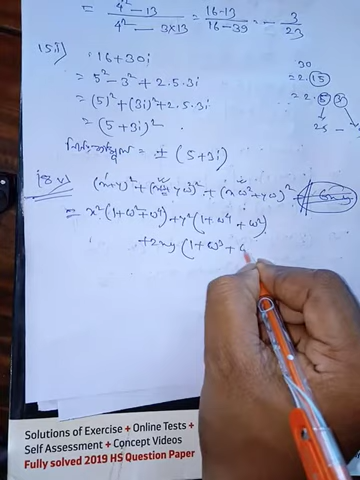 = 4² - 13 / 4² - 3×13 = 16-13 / 16-39 = - 3/23
15.i) 16+30i
= 5² - 3² + 2.5.3i
= (5)² + (3i)² + 2.5.3i
= (5+3i)²
30
= 2.15
= 2.5 3
25 -
= ± (5+3i)
18.v) (x+y)² + (xω + yω²)² + (xω² + yω)²
= x² (1+ω²+ω⁴) + y² (1+ω⁴+ω²)
+2xy (1+ω³+
Solutions of Exercise • Online Tests •
Self Assessment • Concept Videos
Fully solved 2019 HS Question Paper